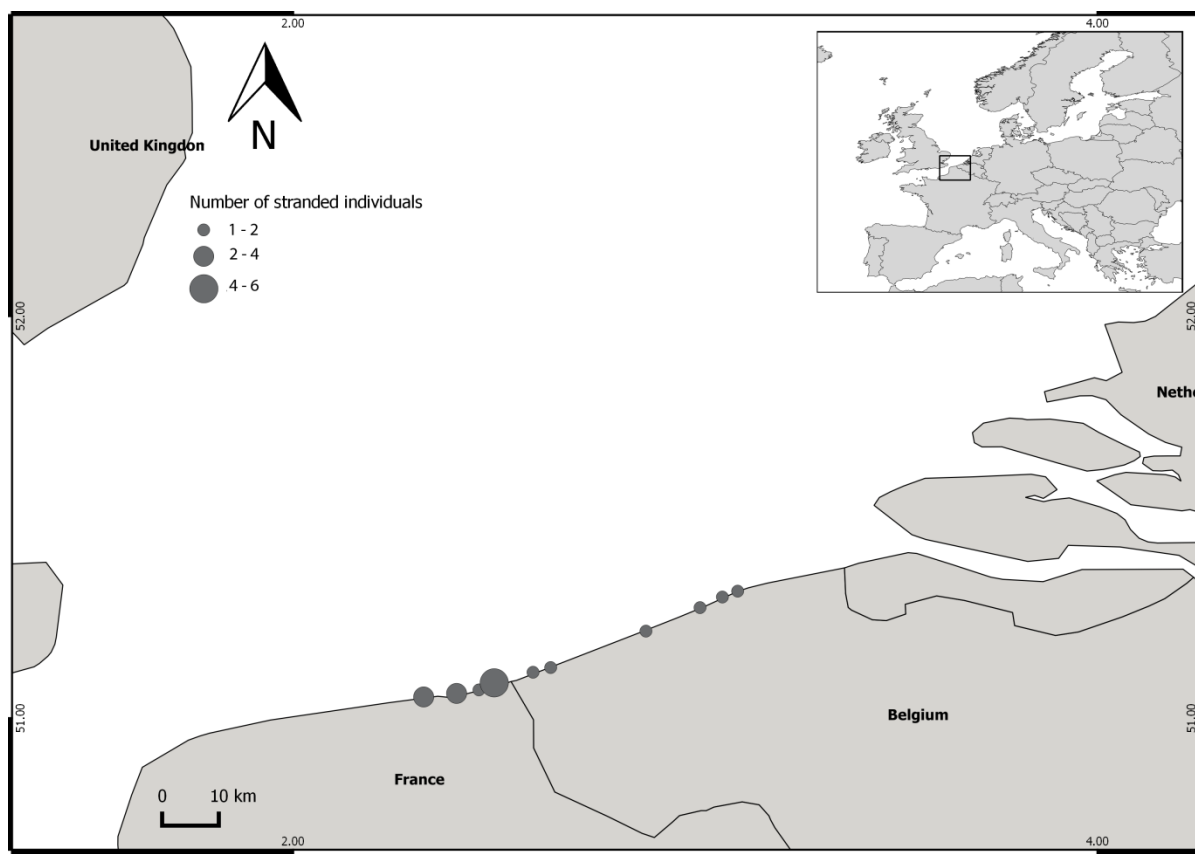 2.00
4.00
United Kingdon
N
Number of stranded individuals
1 - 2
2 - 4
4 - 6
52.00
52.00
Nethe
51.00
51.00
Belgium
France
0 10 km
2.00
4.00